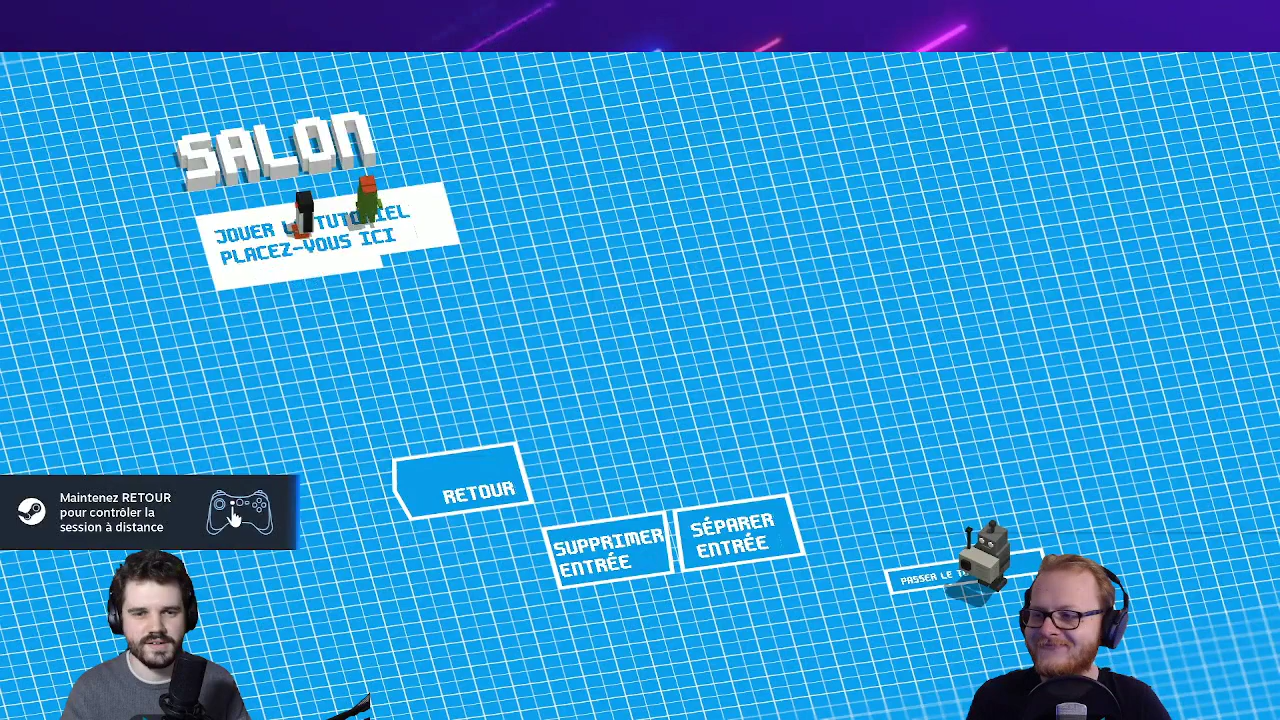 SALON
JOUER TUTORIEL
PLACEZ-VOUS ICI
RETOUR
Maintenez RETOUR
pour contrôler la
session à distance
SUPPRIMER
ENTRÉE
SÉPARER
ENTRÉE
PASSER LE